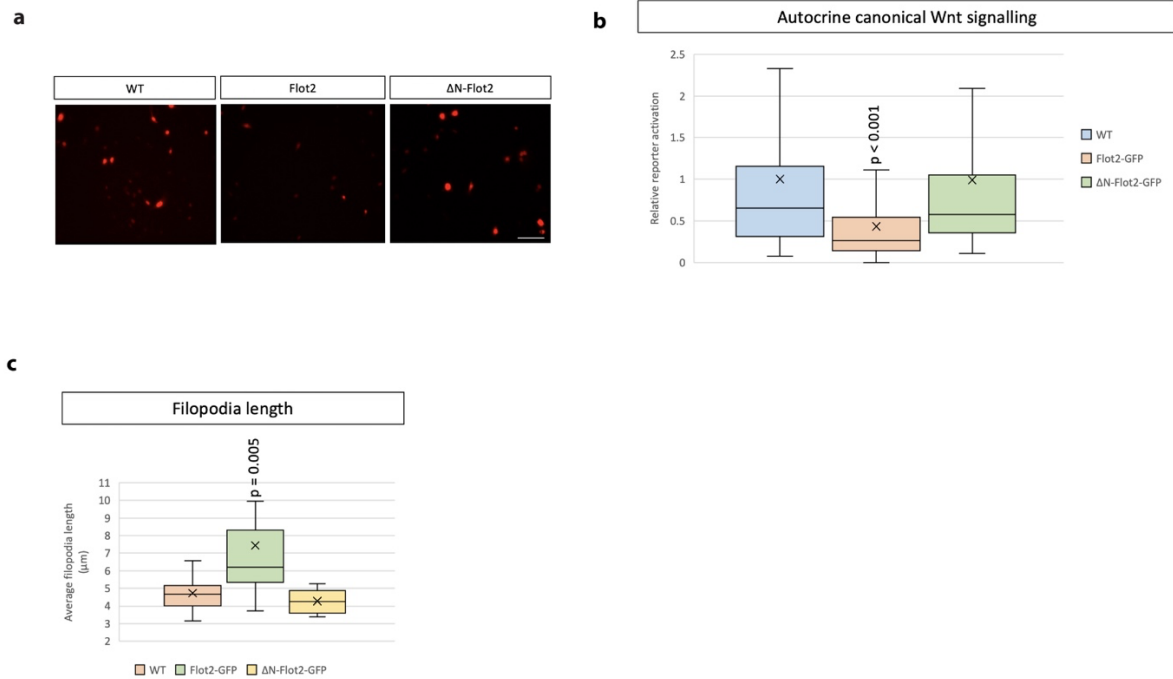 a
WT
Flot2
ΔN-Flot2
b
Autocrine canonical Wnt signalling
Relative reporter activation
2.5
2
1.5
1
0.5
0
p < 0.001
WT
Flot2-GFP
ΔN-Flot2-GFP
c
Filopodia length
Average filopodia length
(μm)
11
10
9
8
7
6
5
4
3
2
p = 0.005
WT Flot2-GFP ΔN-Flot2-GFP